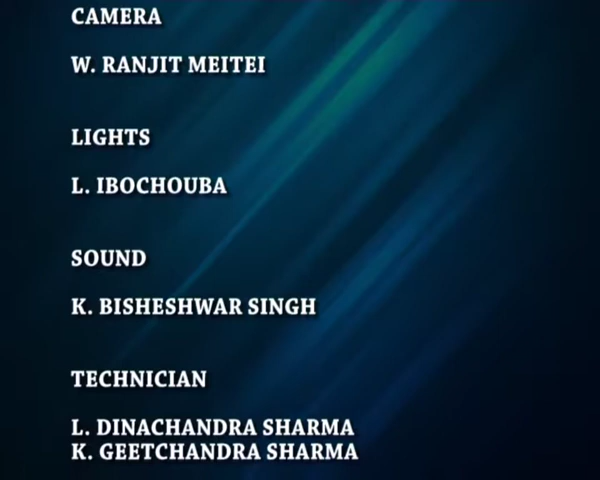 CAMERA
W. RANJIT MEITEI
LIGHTS
L. IBOCHOUBA
SOUND
K. BISHESHWAR SINGH
TECHNICIAN
L. DINACHANDRA SHARMA
K. GEETCHANDRA SHARMA